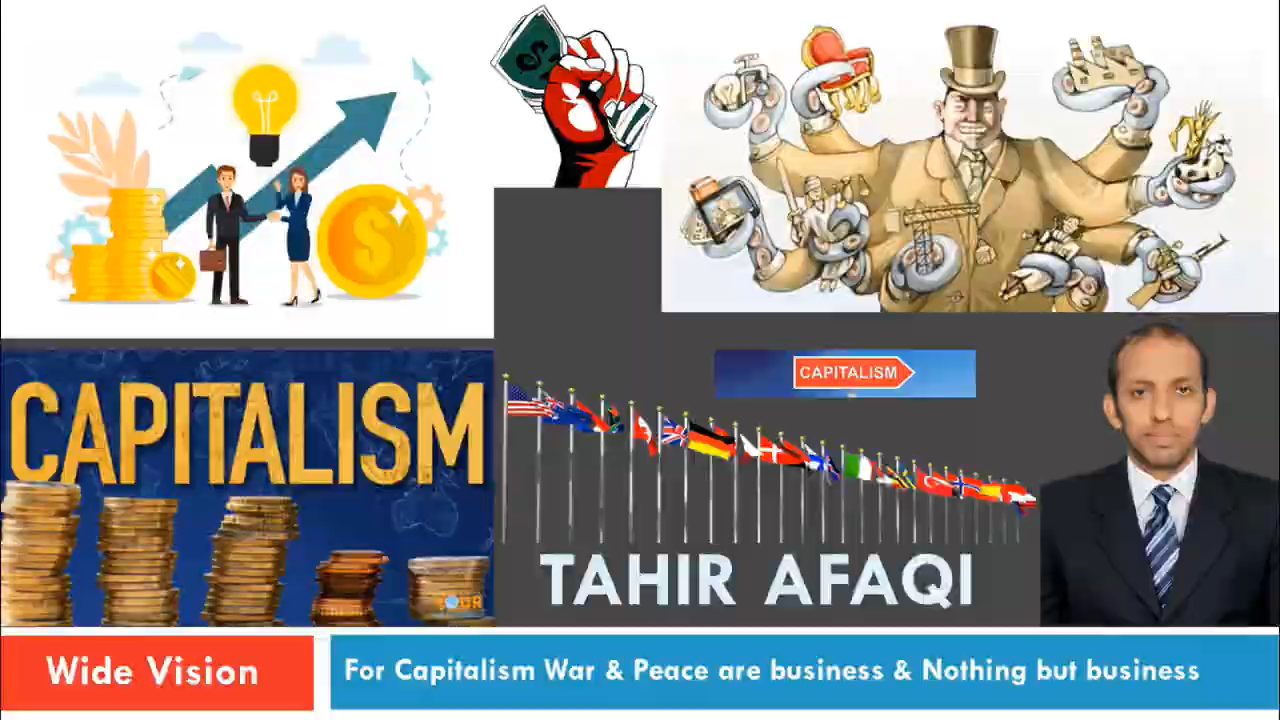 CAPITALISM
CAPITALISM
TAHIR AFAQI
Wide Vision
For Capitalism War & Peace are business & Nothing but business